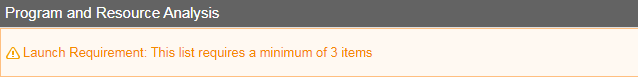 Program and Resource Analysis
Launch Requirement: This list requires a minimum of 3 items